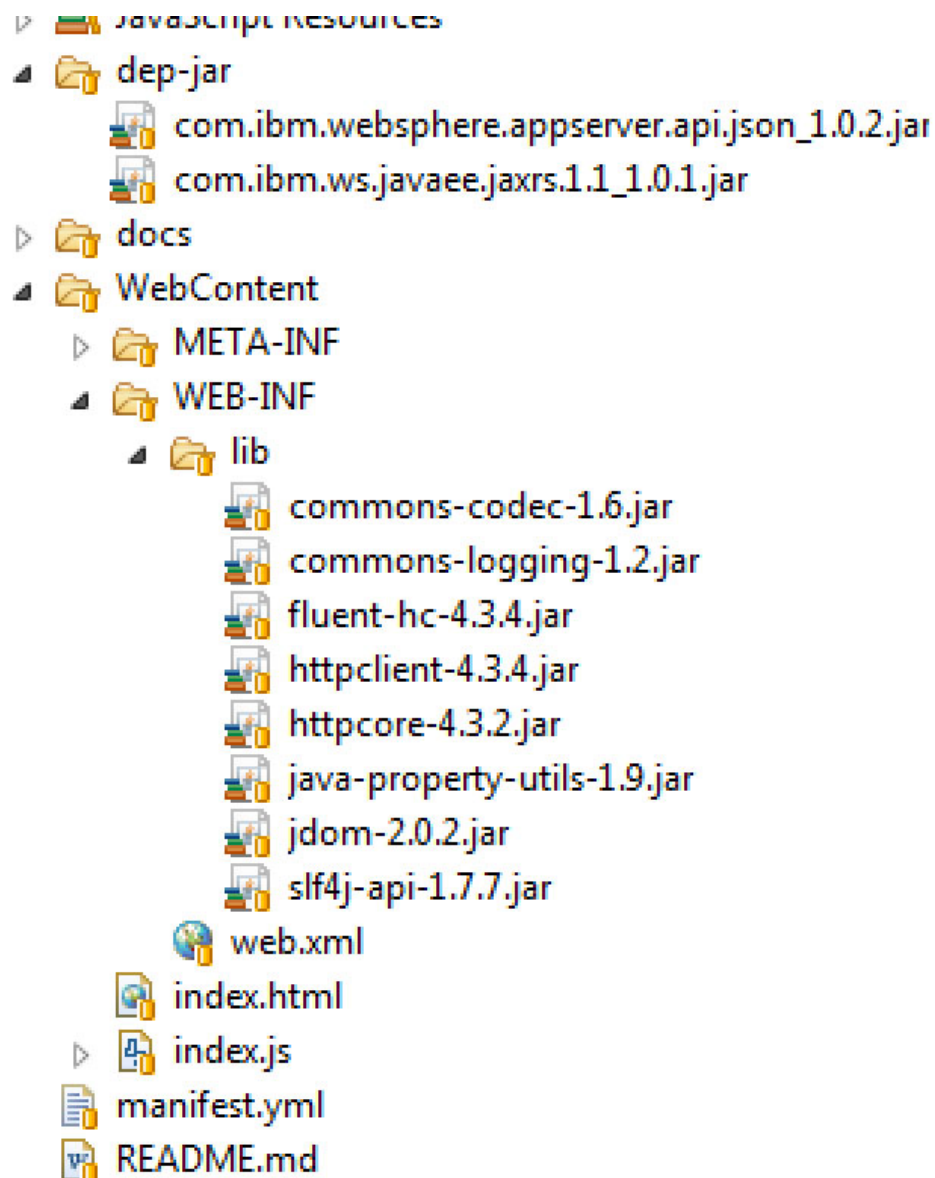 JavaScript Resources
dep-jar
com.ibm.websphere.appserver.api.json_1.0.2.jar
com.ibm.ws.javaee.jaxrs.1.1_1.0.1.jar
docs
WebContent
META-INF
WEB-INF
lib
commons-codec-1.6.jar
commons-logging-1.2.jar
fluent-hc-4.3.4.jar
httpclient-4.3.4.jar
httpcore-4.3.2.jar
java-property-utils-1.9.jar
jdom-2.0.2.jar
slf4j-api-1.7.7.jar
web.xml
index.html
index.js
manifest.yml
README.md